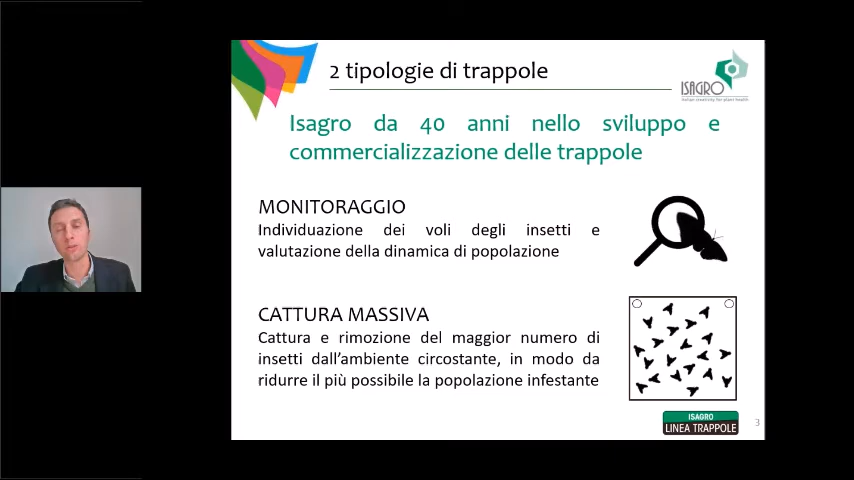 2 tipologie di trappole
ISAGRO
Isagro da 40 anni nello sviluppo e
commercializzazione delle trappole
MONITORAGGIO
Individuazione dei voli degli insetti e
valutazione della dinamica di popolazione
CATTURA MASSIVA
Cattura e rimozione del maggior numero di
insetti dall'ambiente circostante, in modo da
ridurre il più possibile la popolazione infestante
ISAGRO
LINEA TRAPPOLE
3